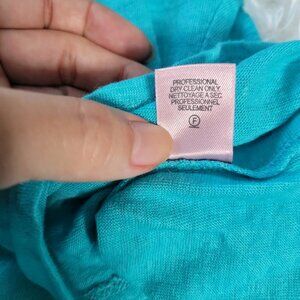 PROFESSIONAL
DRY CLEAN ONLY
NETTOYAGE A SEC
PROFESSIONNEL
SEULEMENT
F